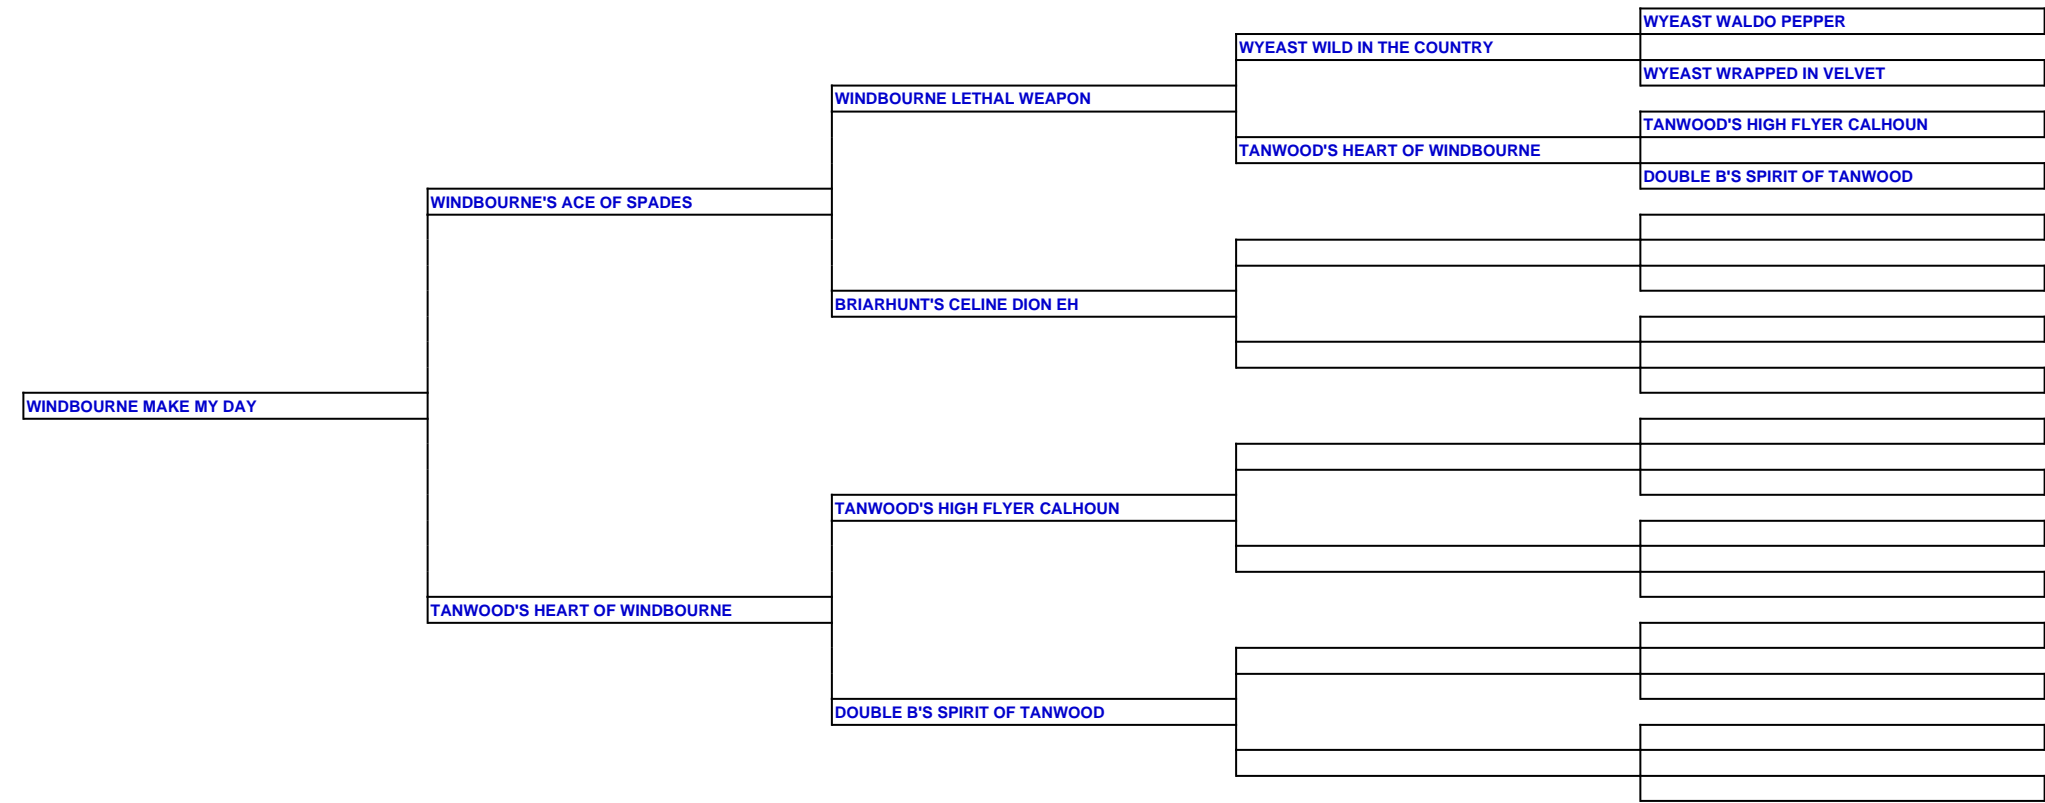 WYEAST WALDO PEPPER
WYEAST WILD IN THE COUNTRY
WYEAST WRAPPED IN VELVET
WINDBOURNE LETHAL WEAPON
TANWOOD'S HIGH FLYER CALHOUN
TANWOOD'S HEART OF WINDBOURNE
DOUBLE B'S SPIRIT OF TANWOOD
WINDBOURNE'S ACE OF SPADES
BRIARHUNT'S CELINE DION EH
WINDBOURNE MAKE MY DAY
TANWOOD'S HIGH FLYER CALHOUN
TANWOOD'S HEART OF WINDBOURNE
DOUBLE B'S SPIRIT OF TANWOOD